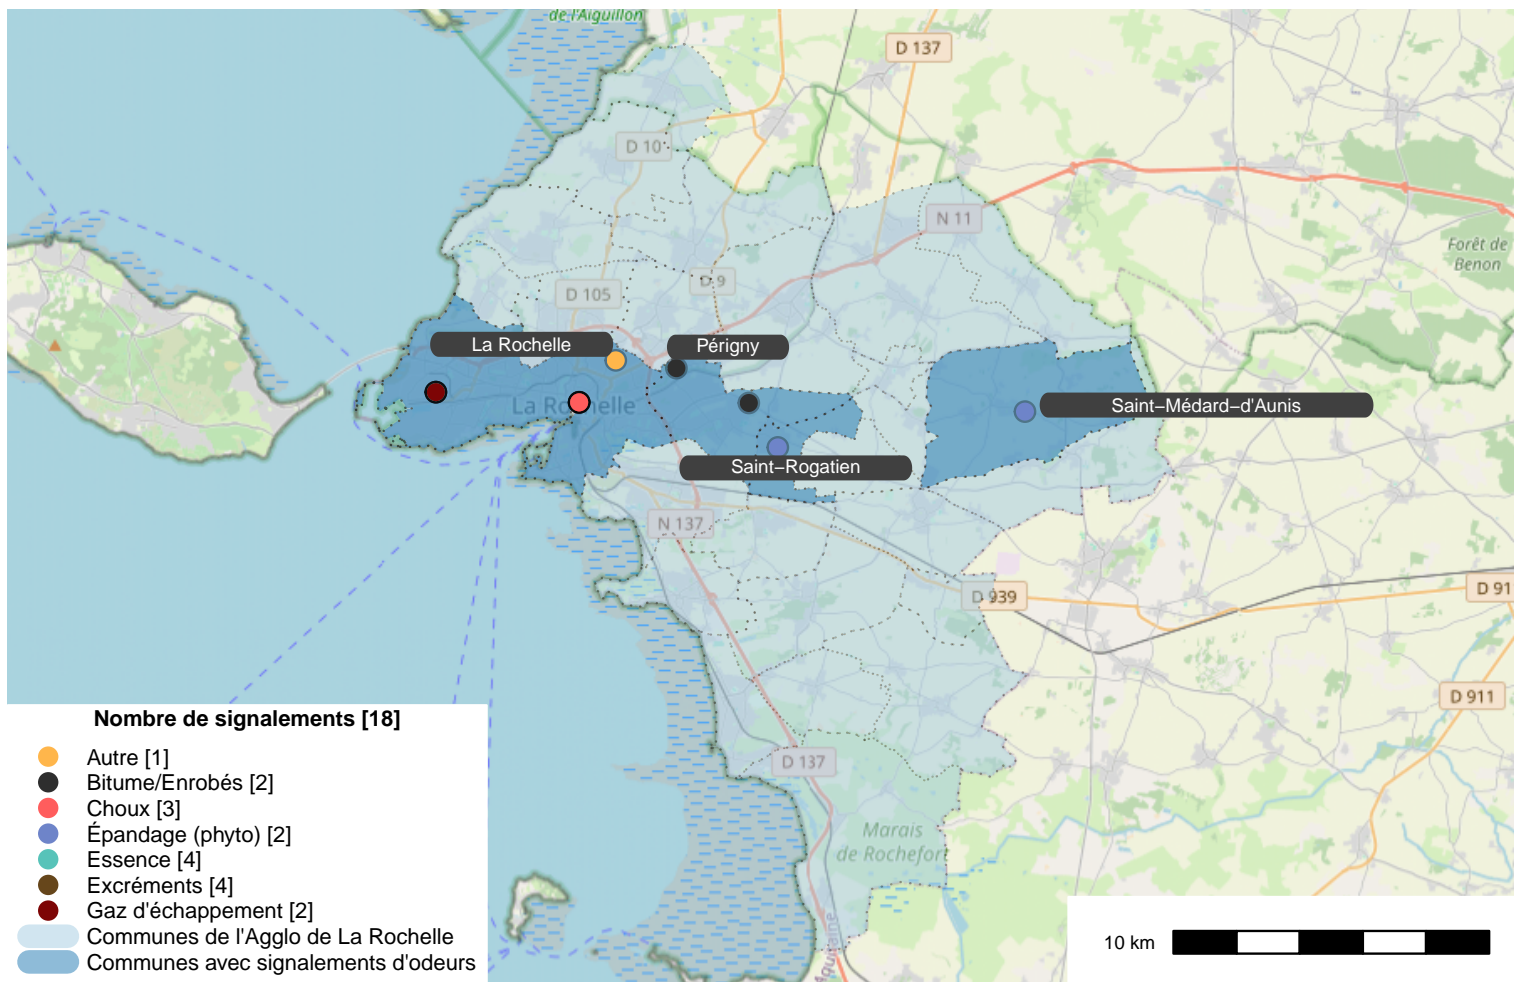 de l'Aiguillon
D 137
D 10
N 11
Forêt de
Benon
D 9
D 105
La Rochelle
Périgny
La Rochelle
Saint–Médard–d'Aunis
Saint–Rogatien
N 137
D 939
D 91
D 911
D 137
Marais
de Rochefort
Aquitaine
Nombre de signalements [18]
Autre [1]
Bitume/Enrobés [2]
Choux [3]
Épandage (phyto) [2]
Essence [4]
Excréments [4]
Gaz d'échappement [2]
Communes de l'Agglo de La Rochelle
Communes avec signalements d'odeurs
10 km